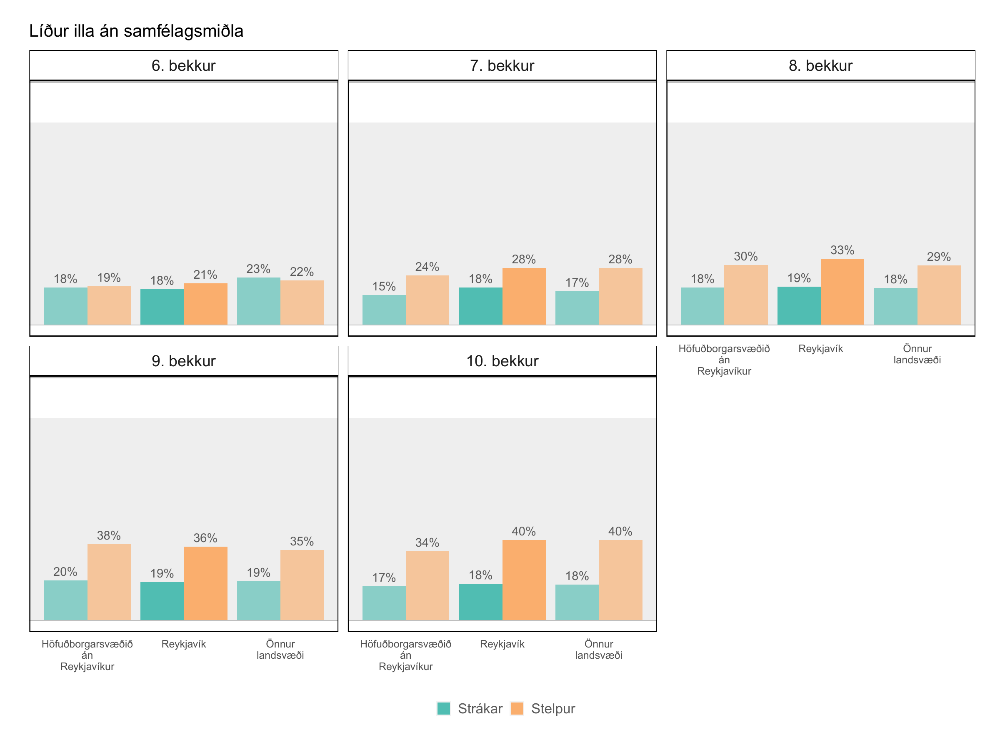 Líður illa án samfélagsmiðla
6. bekkur
7. bekkur
8. bekkur
18% 19% 18% 21% 23% 22%
15% 24% 18% 28% 17% 28%
18% 30% 19% 33% 18% 29%
Höfuðborgarsvæðið
án
Reykjavíkur
Reykjavík
Önnur
landsvæði
9. bekkur
10. bekkur
20% 38% 19% 36% 19% 35%
17% 34% 18% 40% 18% 40%
Höfuðborgarsvæðið
án
Reykjavíkur
Reykjavík
Önnur
landsvæði
Höfuðborgarsvæðið
án
Reykjavíkur
Reykjavík
Önnur
landsvæði
Strákar Stelpur